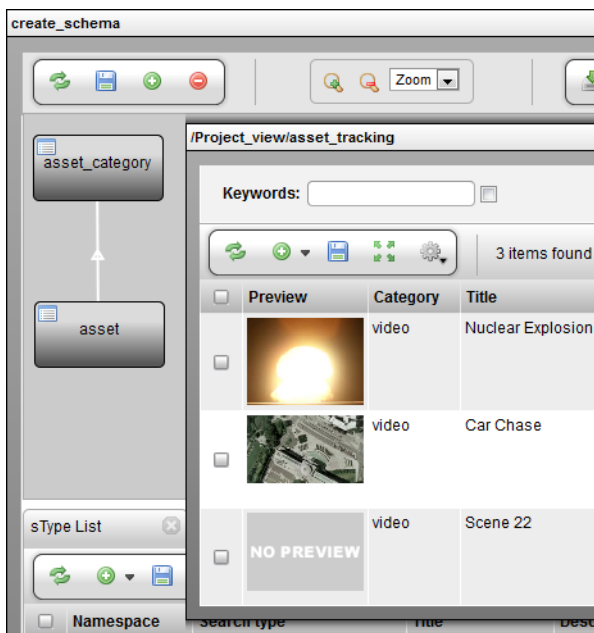 create_schema
Zoom
asset_category
asset
/Project_view/asset_tracking
Keywords:
3 items found
Preview Category Title
video Nuclear Explosion
video Car Chase
NO PREVIEW video Scene 22
sType List
Namespace Search type Title Desc